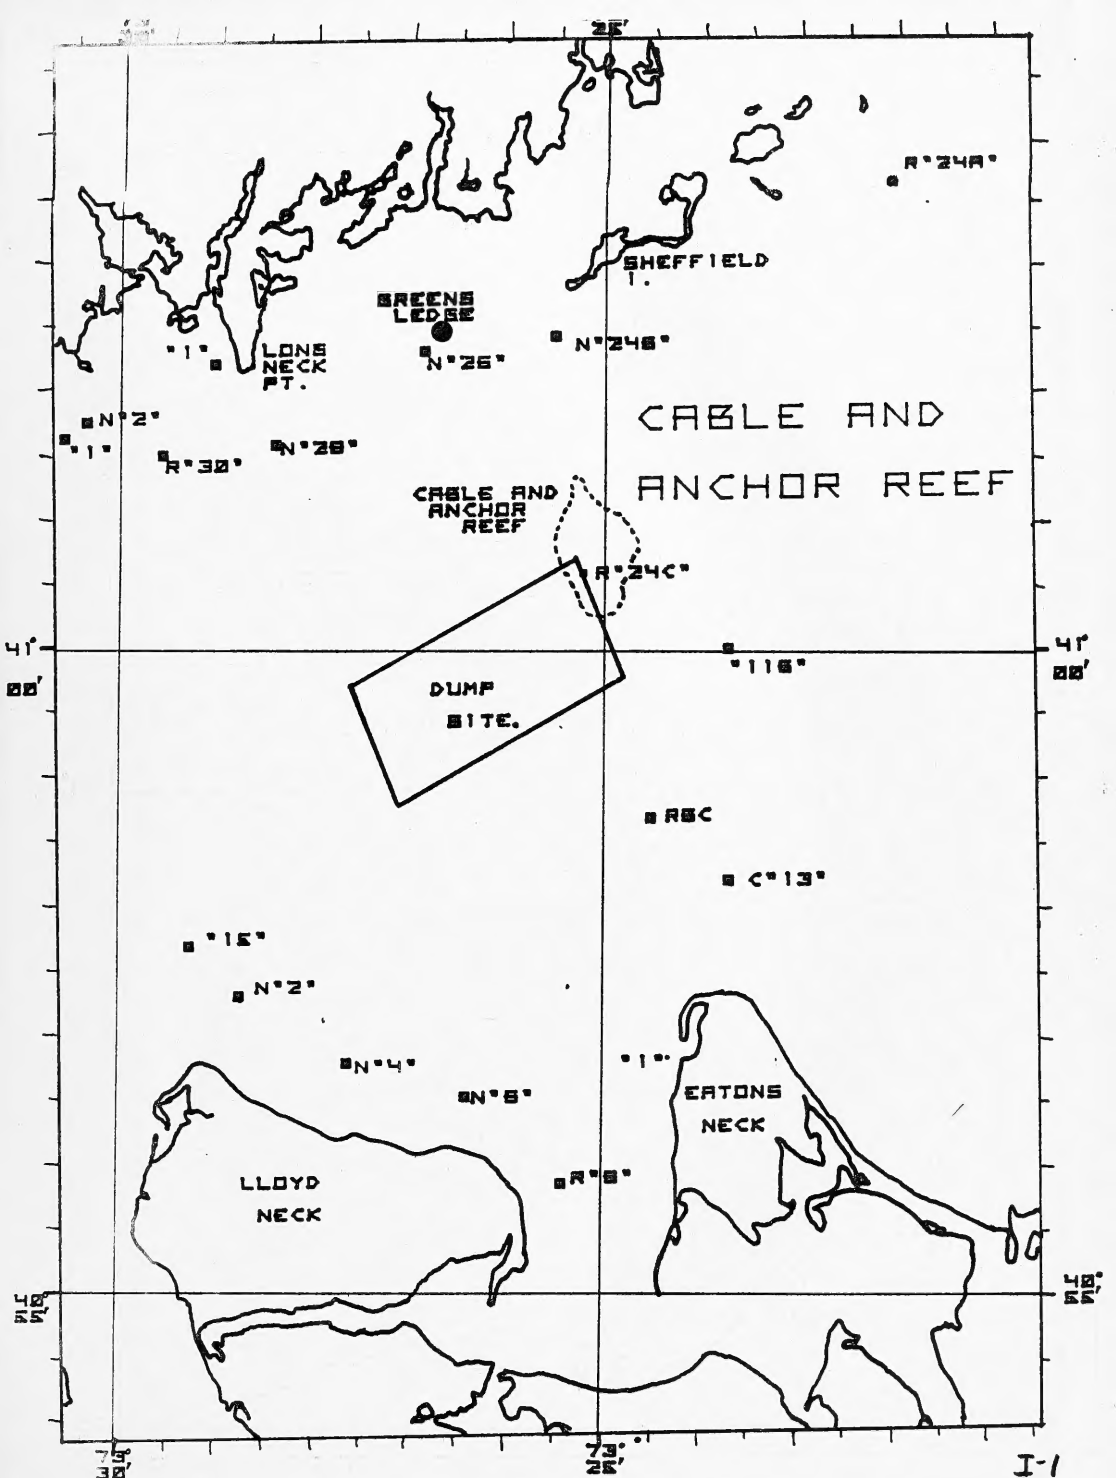 25'
R"24A"
SHEFFIELD
I.
GREENS
LEDGE
N"26"
N"24B"
"1"
LONG
NECK
PT.
N"2"
"1"
R"30"
N"28"
CABLE AND
ANCHOR REEF
CABLE AND
ANCHOR
REEF
R"24C"
41°
00'
41°
00'
"11B"
DUMP
SITE.
RBC
C"13"
"15"
N"2"
N"4"
N"6"
"1"
EATONS
NECK
R"8"
LLOYD
NECK
40°
55'
40°
55'
73°
30'
73°
25'
I-1